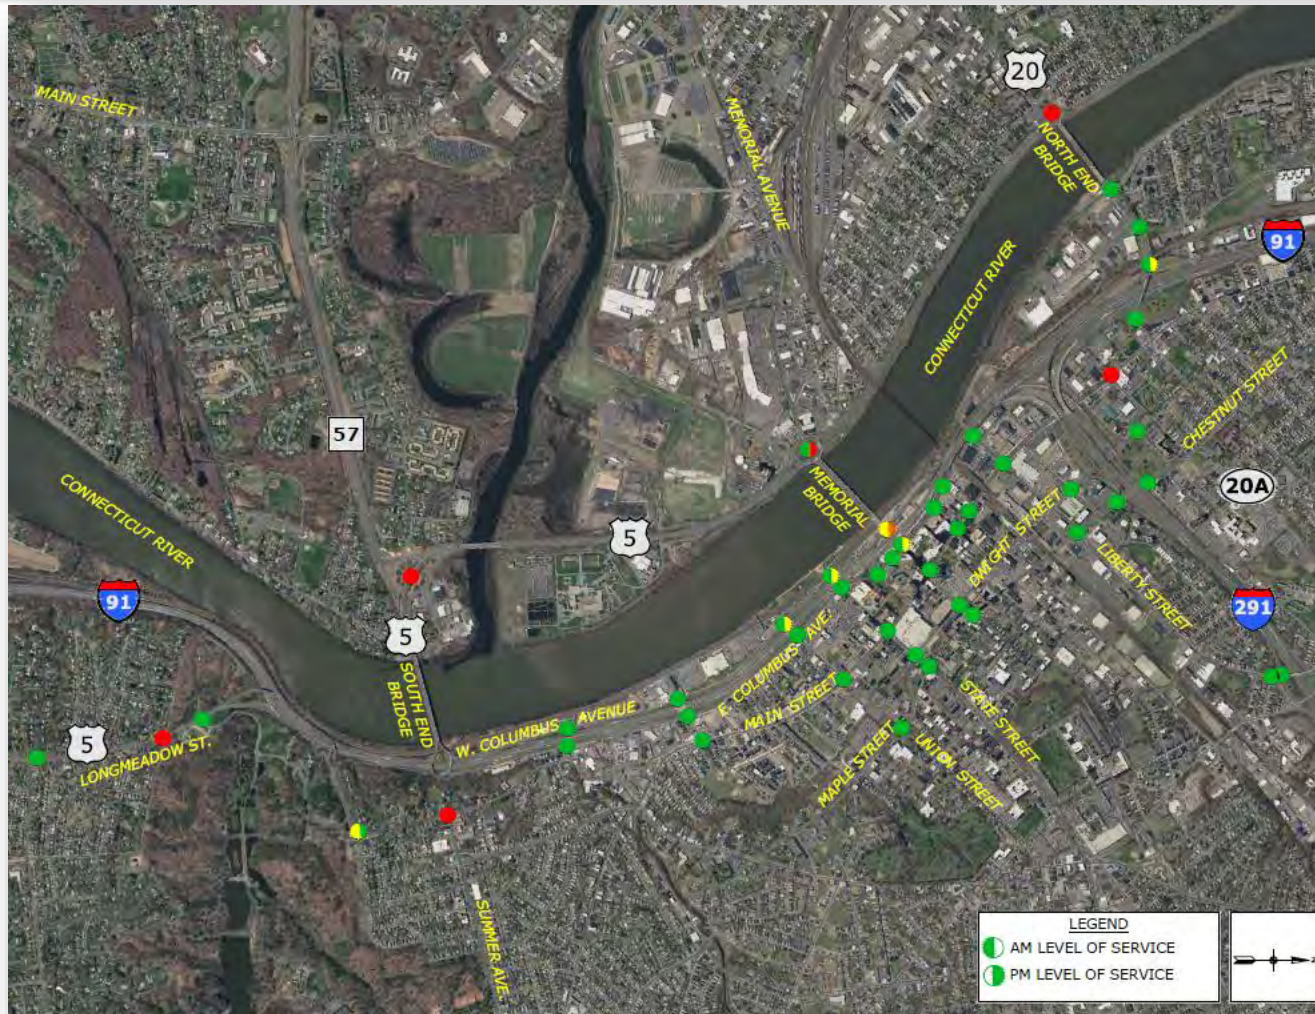 20
MAIN STREET
MEMORIAL AVENUE
NORTH END
BRIDGE
91
CONNECTICUT RIVER
CHESTNUT STREET
57
20A
MEMORIAL
BRIDGE
CONNECTICUT RIVER
5
DWIGHT STREET
LIBERTY STREET
91
291
5
SOUTH END
BRIDGE
E. COLUMBUS AVE.
MAIN STREET
STATE STREET
W. COLUMBUS AVENUE
5
LONGMEADOW ST.
MAPLE STREET
UNION STREET
SUMMER AVE.
LEGEND
AM LEVEL OF SERVICE
PM LEVEL OF SERVICE